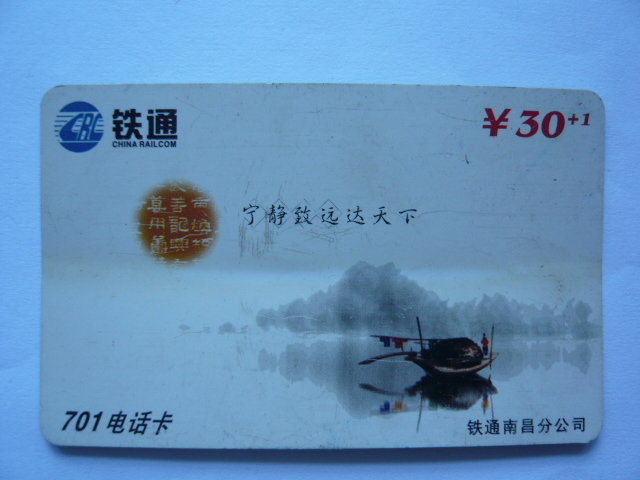 CRC 铁通
CHINA RAILCOM
￥30+1
宁静致远达天下
701电话卡
铁通南昌分公司